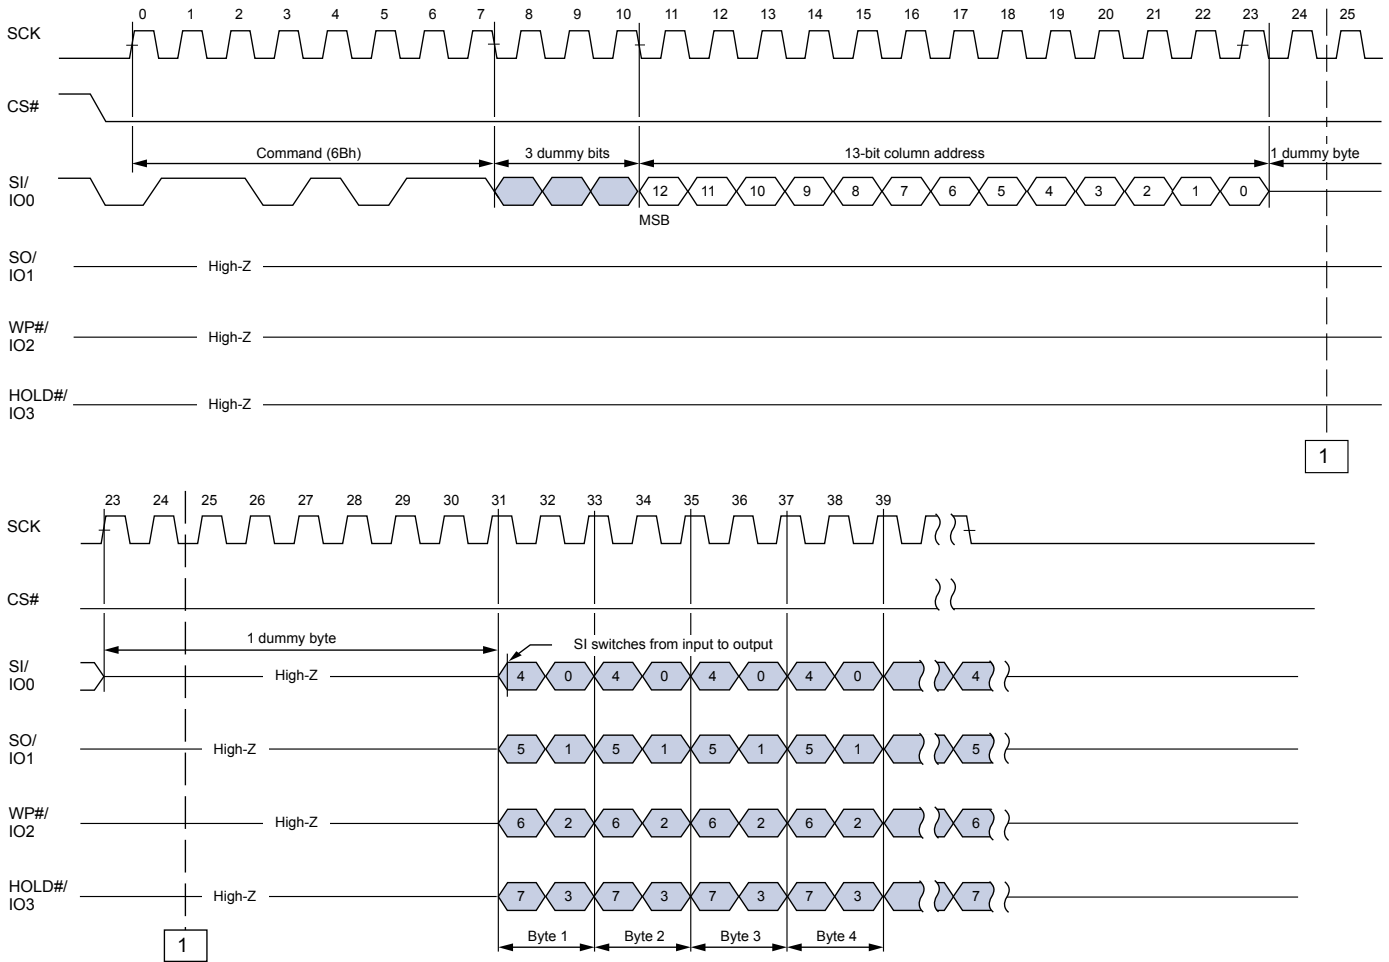 0 1 2 3 4 5 6 7 8 9 10 11 12 13 14 15 16 17 18 19 20 21 22 23 24 25
SCK
CS#
Command (6Bh) 3 dummy bits 13-bit column address 1 dummy byte
SI/
IO0
12 11 10 9 8 7 6 5 4 3 2 1 0
MSB
SO/
IO1
High-Z
WP#/
IO2
High-Z
HOLD#/
IO3
High-Z
1
23 24 25 26 27 28 29 30 31 32 33 34 35 36 37 38 39
SCK
CS#
1 dummy byte
SI switches from input to output
SI/
IO0
High-Z 4 0 4 0 4 0 4 0 4
SO/
IO1
High-Z 5 1 5 1 5 1 5 1 5
WP#/
IO2
High-Z 6 2 6 2 6 2 6 2 6
HOLD#/
IO3
High-Z 7 3 7 3 7 3 7 3 7
1
Byte 1 Byte 2 Byte 3 Byte 4